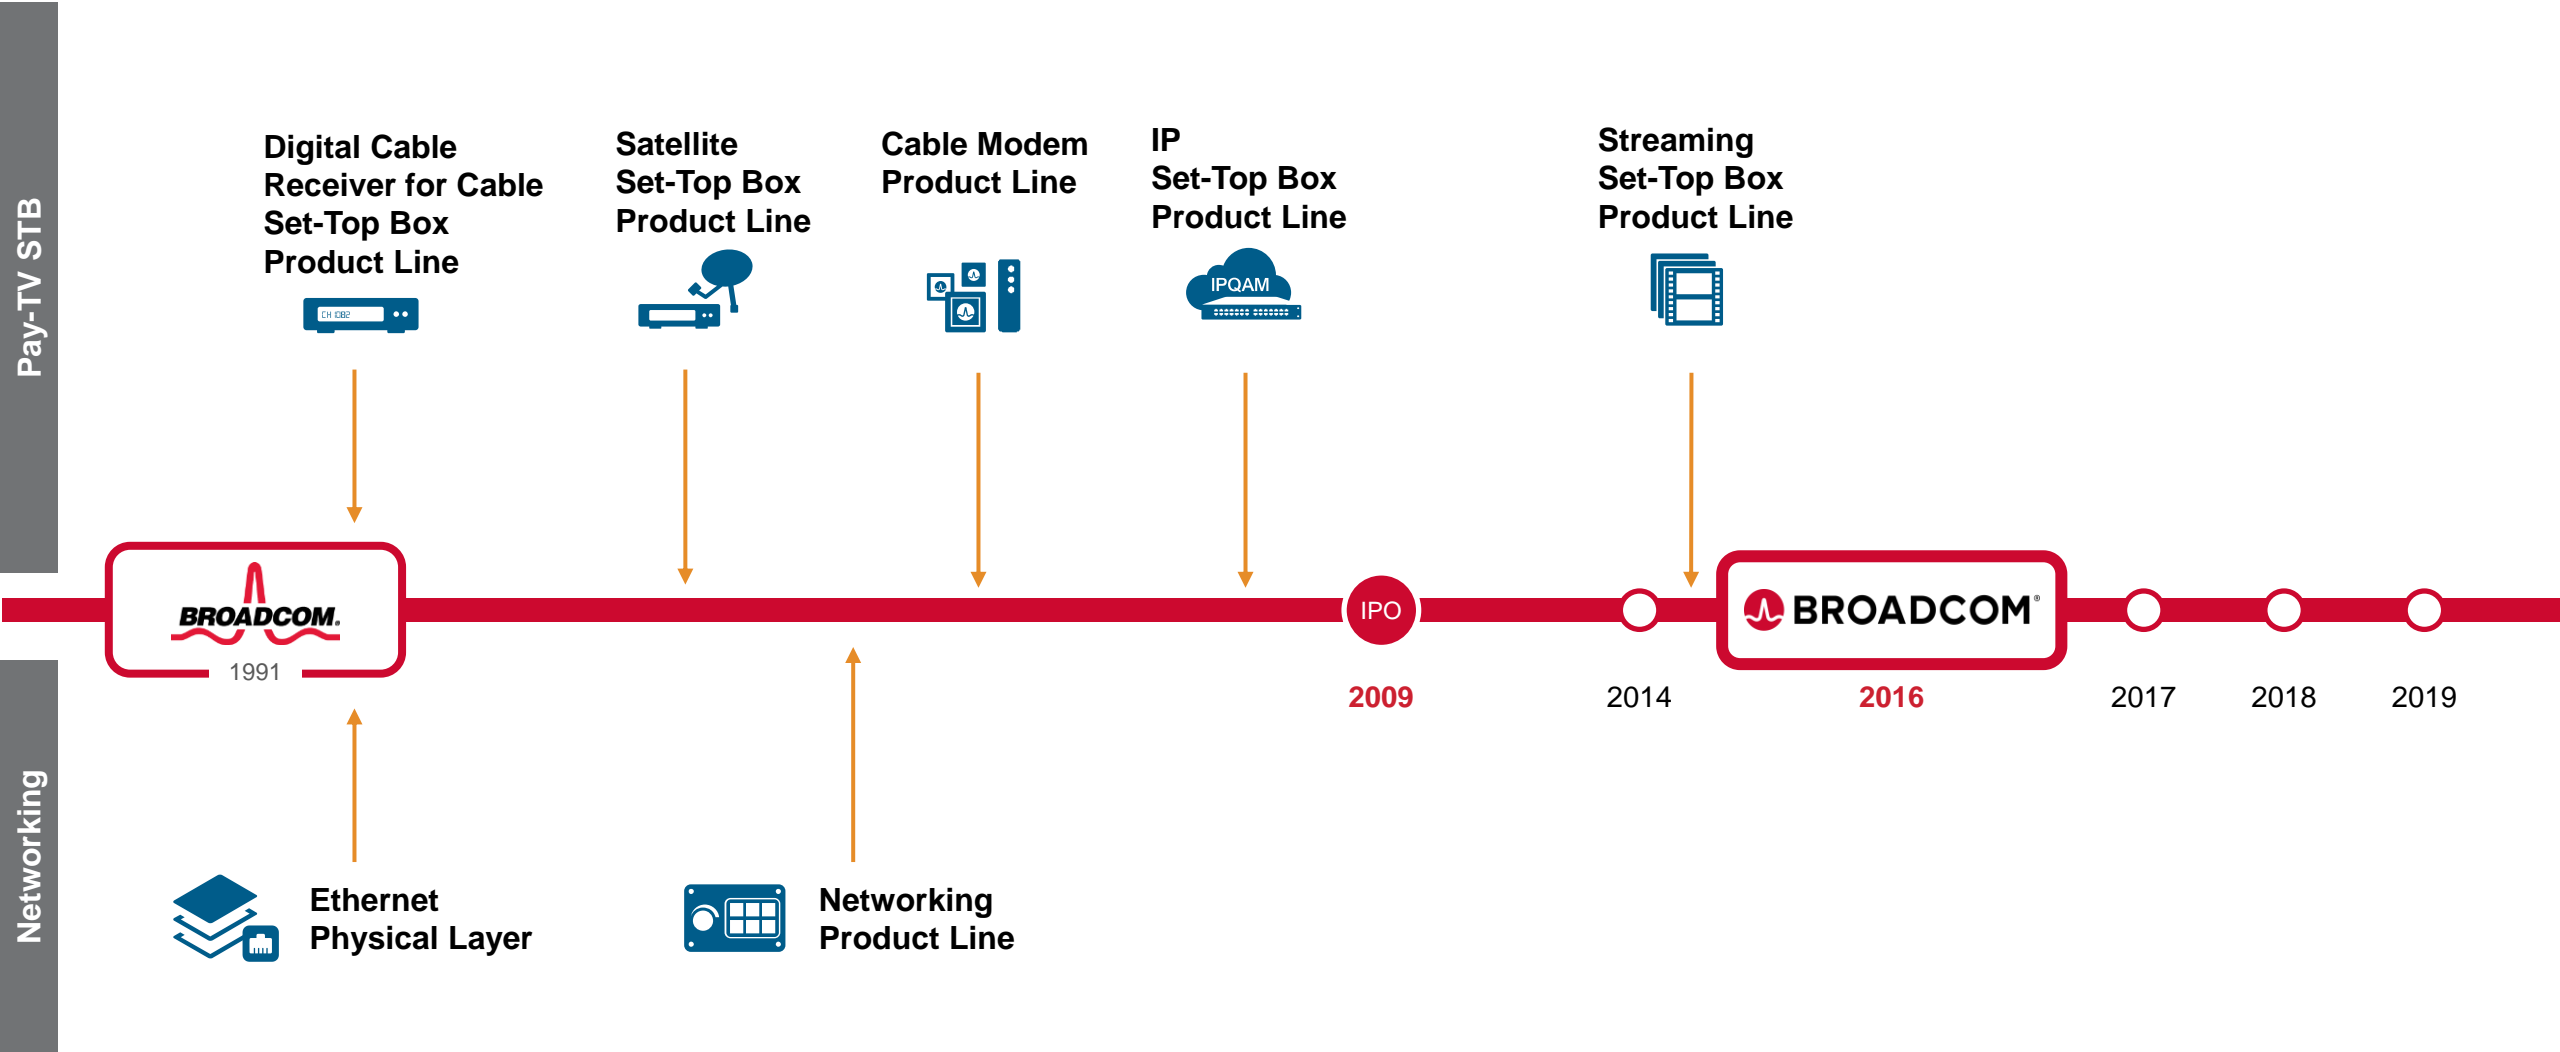 Pay-TV STB
Digital Cable
Receiver for Cable
Set-Top Box
Product Line
CH 1082
Satellite
Set-Top Box
Product Line
Cable Modem
Product Line
IP
Set-Top Box
Product Line
IPQAM
Streaming
Set-Top Box
Product Line
BROADCOM®
1991
IPO
BROADCOM®
2009
2014
2016
2017
2018
2019
Networking
Ethernet
Physical Layer
Networking
Product Line